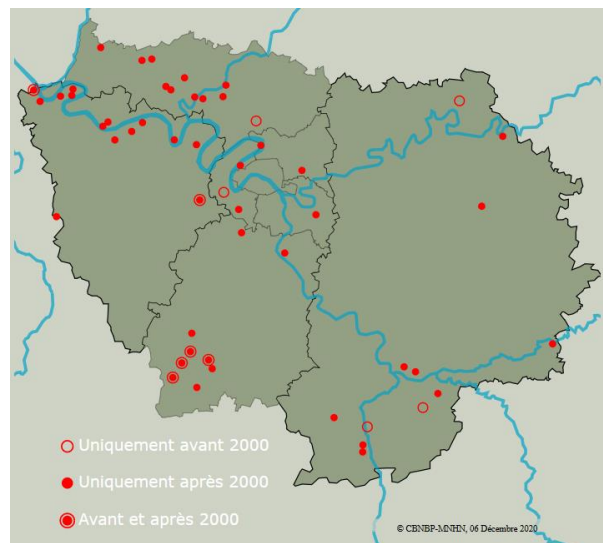 Uniquement avant 2000
Uniquement après 2000
Avant et après 2000
© CBNBP-MNHN, 06 Décembre 2020